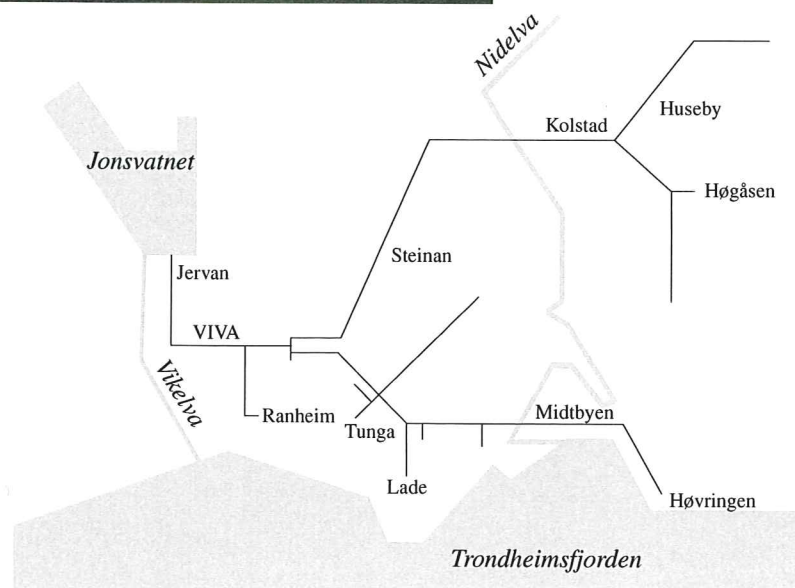 Nidelva
Kolstad
Huseby
Jonsvatnet
Høgåsen
Steinan
Jervan
VIVA
Vikelva
Ranheim
Tunga
Midtbyen
Lade
Høvringen
Trondheimsfjorden